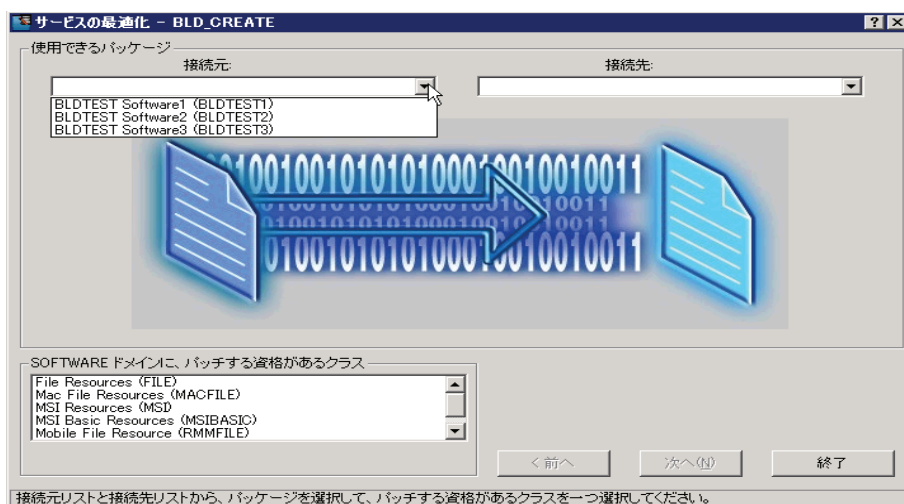 サービスの最適化 - BLD_CREATE
使用できるパッケージ
接続元:
接続先:
BLDTEST Software1 (BLDTEST1)
BLDTEST Software2 (BLDTEST2)
BLDTEST Software3 (BLDTEST3)
0010010010101010001001001 0011
SOFTWARE ドメインに、パッチする資格があるクラス
File Resources (FILE)
Mac File Resources (MACFILE)
MSI Resources (MSI)
MSI Basic Resources (MSIBASIC)
Mobile File Resource (RMMFILE)
< 前へ
次へ(N)
終了
接続元リストと接続先リストから、パッケージを選択して、パッチする資格があるクラスを一つ選択してください。